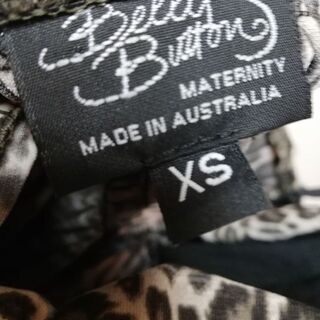 Belly
Button
MATERNITY
MADE IN AUSTRALIA
XS